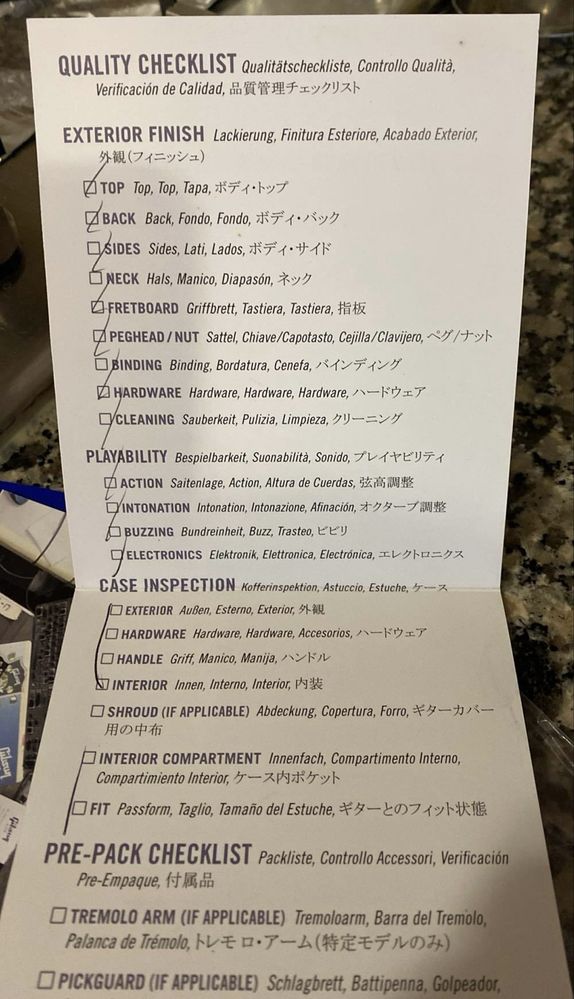 QUALITY CHECKLIST Qualitätscheckliste, Controllo Qualità,
Verificación de Calidad, 品質管理チェックリスト
EXTERIOR FINISH Lackierung, Finitura Esteriore, Acabado Exterior,
外観(フィニッシュ)
TOP Top, Top, Tapa, ボディ・トップ
BACK Back, Fondo, Fondo, ボディ・バック
SIDES Sides, Lati, Lados, ボディ・サイド
NECK Hals, Manico, Diapasón, ネック
FRETBOARD Griffbrett, Tastiera, Tastiera, 指板
PEGHEAD/NUT Sattel, Chiave/Capotasto, Cejilla/Clavijero, ペグ/ナット
BINDING Binding, Bordatura, Cenefa, バインディング
HARDWARE Hardware, Hardware, Hardware, ハードウェア
CLEANING Sauberkeit, Pulizia, Limpieza, クリーニング
PLAYABILITY Bespielbarkeit, Suonabilità, Sonido, プレイヤビリティ
ACTION Saitenlage, Action, Altura de Cuerdas, 弦高調整
INTONATION Intonation, Intonazione, Afinación, オクターブ調整
BUZZING Bundreinheit, Buzz, Trasteo, ビビリ
ELECTRONICS Elektronik, Elettronica, Electrónica, エレクトロニクス
CASE INSPECTION Kofferinspektion, Astuccio, Estuche, ケース
EXTERIOR Außen, Esterno, Exterior, 外観
HARDWARE Hardware, Hardware, Accesorios, ハードウェア
HANDLE Griff, Manico, Manija, ハンドル
INTERIOR Innen, Interno, Interior, 内装
SHROUD (IF APPLICABLE) Abdeckung, Copertura, Forro, ギターカバー
用の中布
INTERIOR COMPARTMENT Innenfach, Compartimento Interno,
Compartimiento Interior, ケース内ポケット
FIT Passform, Taglio, Tamaño del Estuche, ギターとのフィット状態
PRE-PACK CHECKLIST Packliste, Controllo Accessori, Verificación
Pre-Empaque, 付属品
TREMOLO ARM (IF APPLICABLE) Tremoloarm, Barra del Tremolo,
Palanca de Trémolo, トレモロ・アーム(特定モデルのみ)
PICKGUARD (IF APPLICABLE) Schlagbrett, Battipenna, Golpeador,